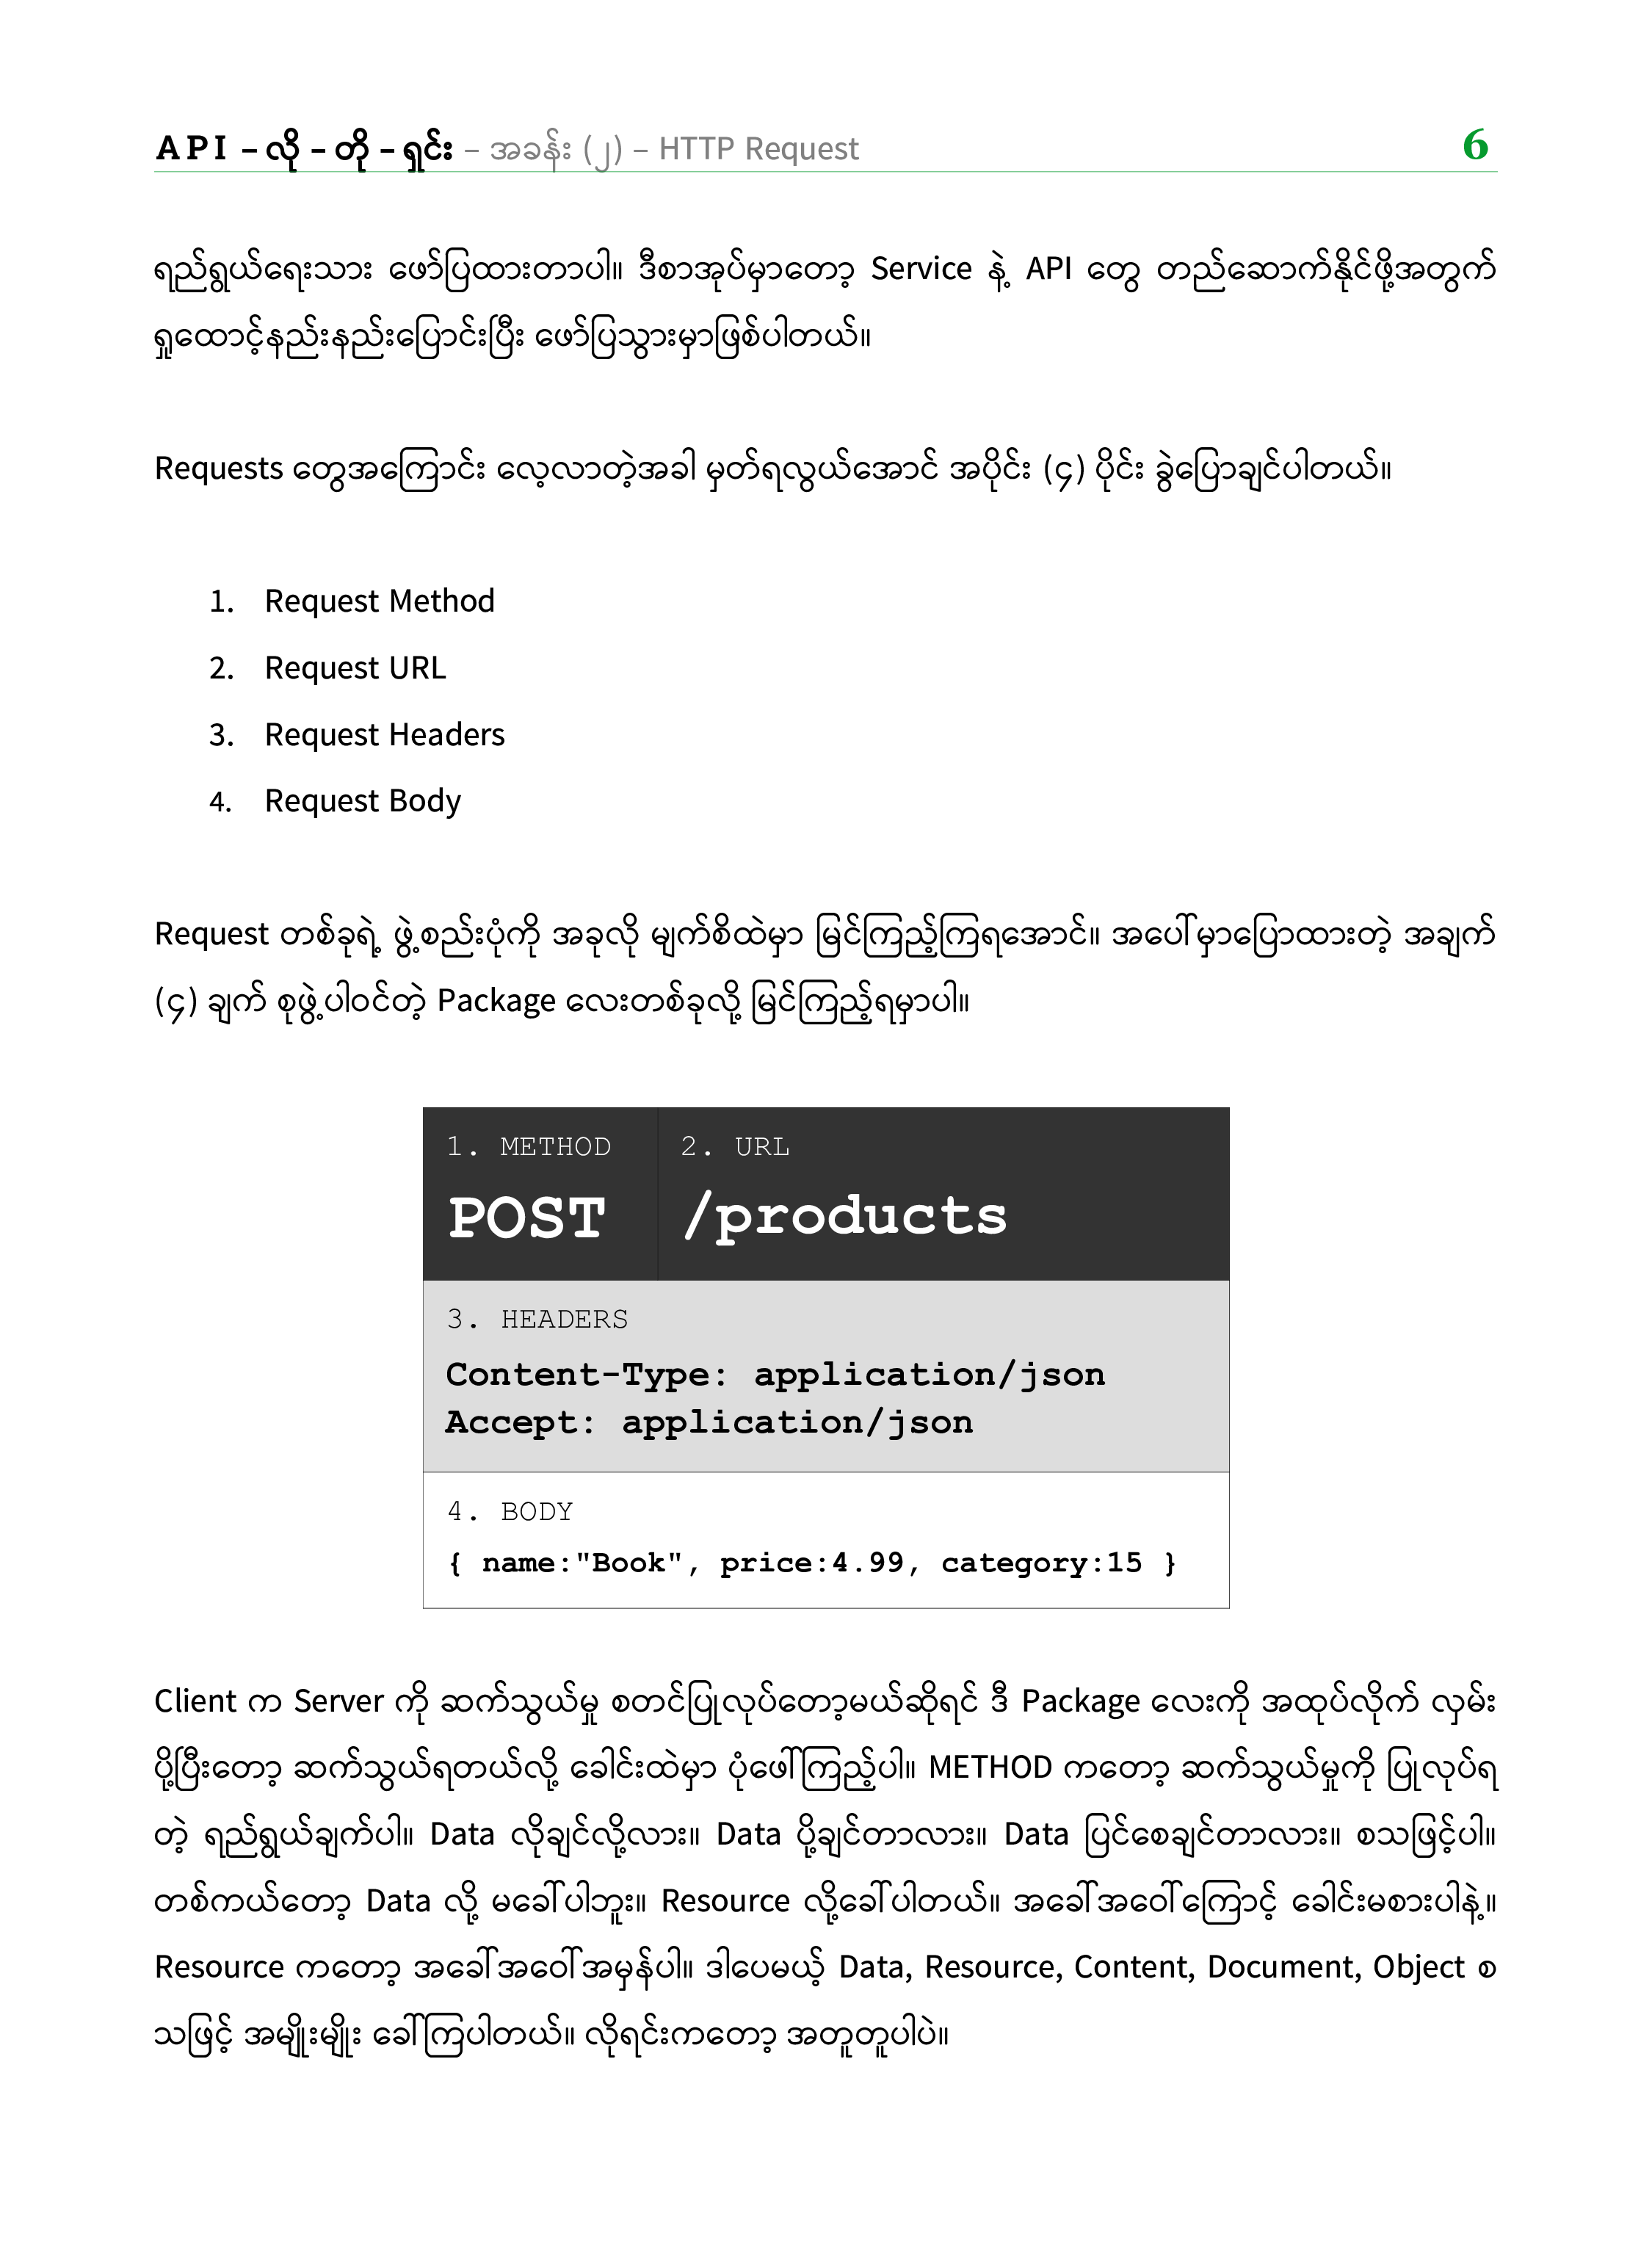 API – လို – တို – ရှင်း – အခန်း (၂) – HTTP Request 6
ရည်ရွယ်ရေးသား ဖော်ပြထားတာပါ။ ဒီစာအုပ်မှာတော့ Service နဲ့ API တွေ တည်ဆောက်နိုင်ဖို့အတွက်
ရှုထောင့်နည်းနည်းပြောင်းပြီး ဖော်ပြသွားမှာဖြစ်ပါတယ်။
Requests တွေအကြောင်း လေ့လာတဲ့အခါ မှတ်ရလွယ်အောင် အပိုင်း (၄) ပိုင်း ခွဲပြောချင်ပါတယ်။
1. Request Method
2. Request URL
3. Request Headers
4. Request Body
Request တစ်ခုရဲ့ ဖွဲ့စည်းပုံကို အခုလို မျက်စိထဲမှာ မြင်ကြည့်ကြရအောင်။ အပေါ်မှာပြောထားတဲ့ အချက်
(၄) ချက် စုဖွဲ့ပါဝင်တဲ့ Package လေးတစ်ခုလို့ မြင်ကြည့်ရမှာပါ။
1. METHOD 2. URL
POST /products
3. HEADERS
Content-Type: application/json
Accept: application/json
4. BODY
{ name:"Book", price:4.99, category:15 }
Client က Server ကို ဆက်သွယ်မှု စတင်ပြုလုပ်တော့မယ်ဆိုရင် ဒီ Package လေးကို အထုပ်လိုက် လှမ်း
ပို့ပြီးတော့ ဆက်သွယ်ရတယ်လို့ ခေါင်းထဲမှာ ပုံဖေါ်ကြည့်ပါ။ METHOD ကတော့ ဆက်သွယ်မှုကို ပြုလုပ်ရ
တဲ့ ရည်ရွယ်ချက်ပါ။ Data လိုချင်လို့လား။ Data ပို့ချင်တာလား။ Data ပြင်စေချင်တာလား။ စသဖြင့်ပါ။
တစ်ကယ်တော့ Data လို့ မခေါ်ပါဘူး။ Resource လို့ခေါ်ပါတယ်။ အခေါ်အဝေါ်ကြောင့် ခေါင်းမစားပါနဲ့။
Resource ကတော့ အခေါ်အဝေါ်အမှန်ပါ။ ဒါပေမယ့် Data, Resource, Content, Document, Object စ
သဖြင့် အမျိုးမျိုး ခေါ်ကြပါတယ်။ လိုရင်းကတော့ အတူတူပါပဲ။